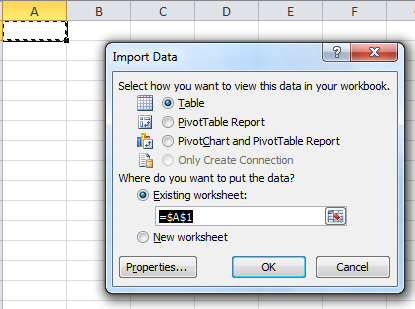 A B C D E F
Import Data
?
Select how you want to view this data in your workbook.
Table
PivotTable Report
PivotChart and PivotTable Report
Only Create Connection
Where do you want to put the data?
Existing worksheet:
=$A$1
New worksheet
Properties... OK Cancel